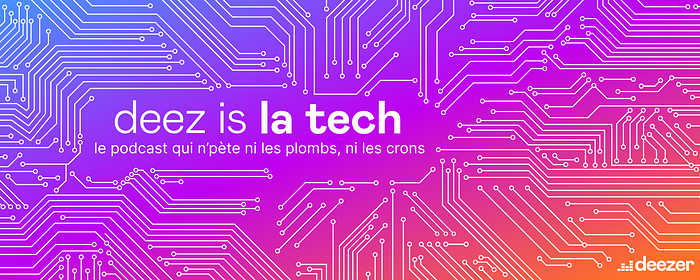 deez is la tech
le podcast qui n'pète ni les plombs, ni les crons
deezer